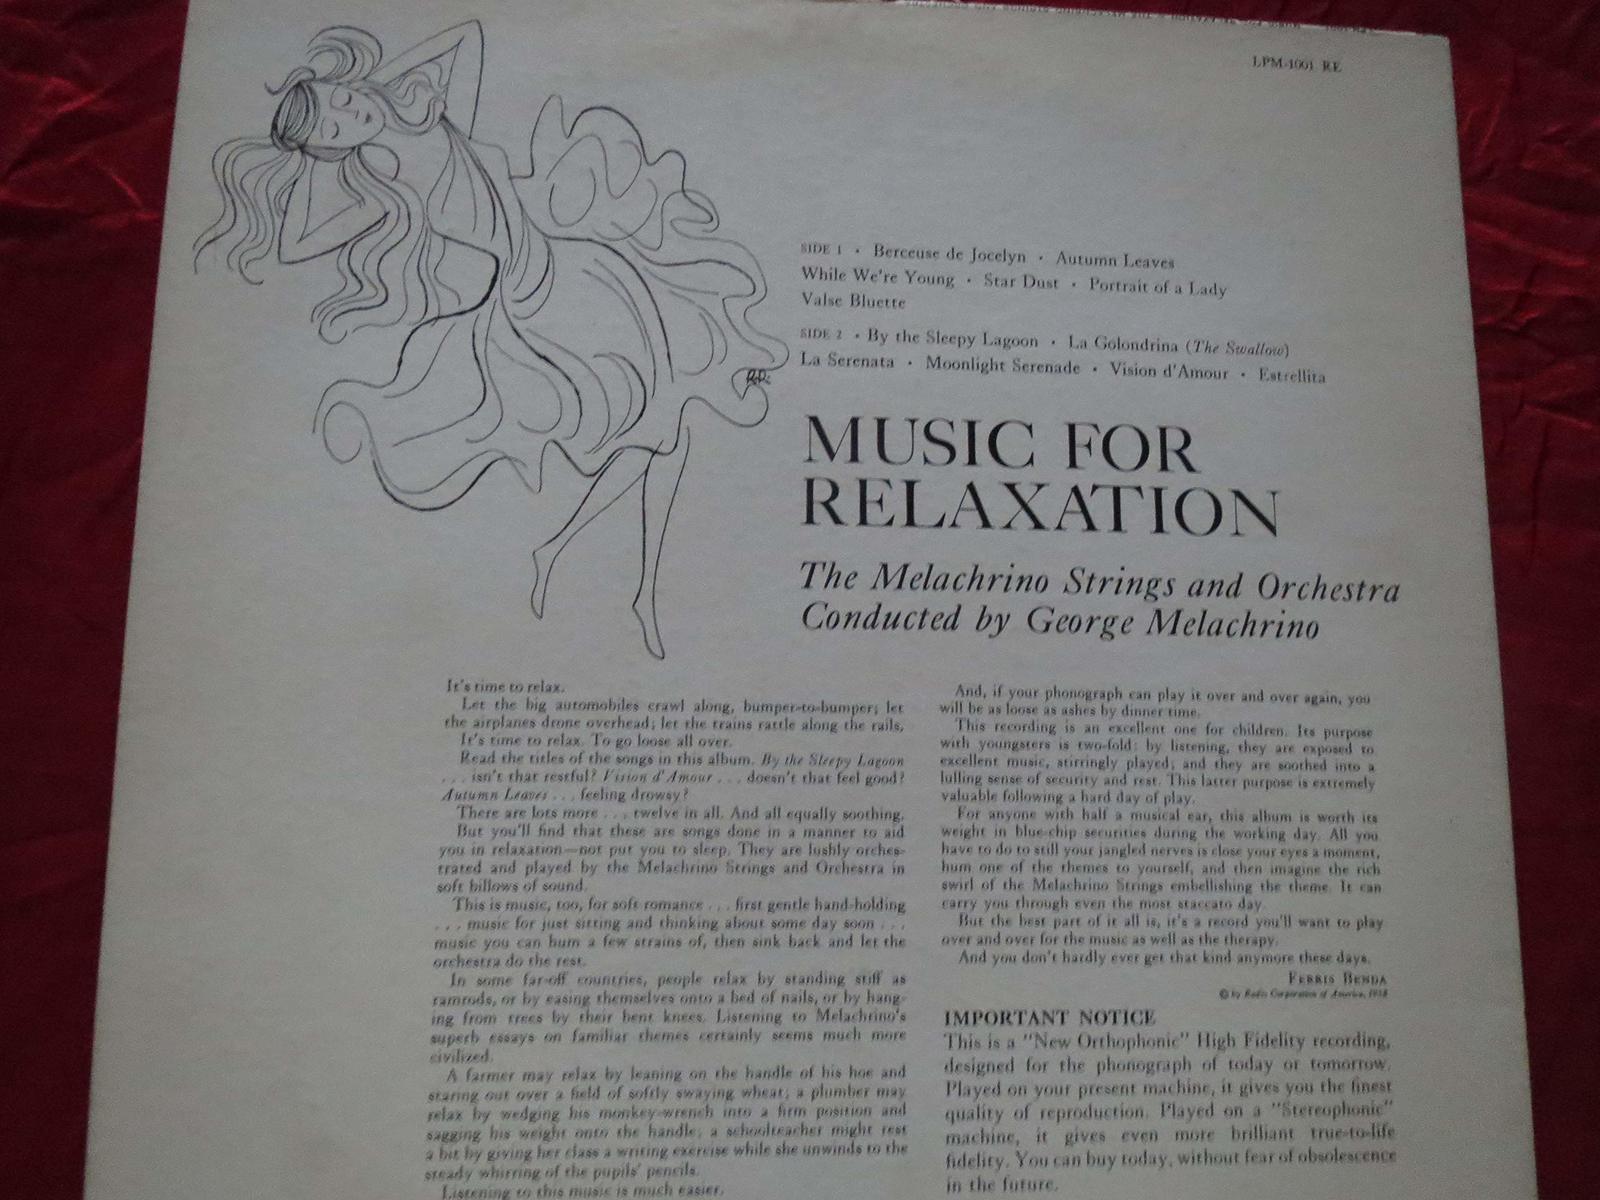 LPM-1001 RE
SIDE 1 · Berceuse de Jocelyn · Autumn Leaves
While We're Young · Star Dust · Portrait of a Lady
Valse Bluette
SIDE 2 · By the Sleepy Lagoon · La Golondrina (The Swallow)
La Serenata · Moonlight Serenade · Vision d'Amour · Estrellita
MUSIC FOR
RELAXATION
The Melachrino Strings and Orchestra
Conducted by George Melachrino
It's time to relax.
Let the big automobiles crawl along, bumper-to-bumper; let
the airplanes drone overhead; let the trains rattle along the rails.
It's time to relax. To go loose all over.
Read the titles of the songs in this album. By the Sleepy Lagoon
. . . isn't that restful? Vision d'Amour . . . doesn't that feel good?
Autumn Leaves . . . feeling drowsy?
There are lots more . . . twelve in all. And all equally soothing.
But you'll find that these are songs done in a manner to aid
you in relaxation—not put you to sleep. They are lushly orches-
trated and played by the Melachrino Strings and Orchestra in
soft billows of sound.
This is music, too, for soft romance . . . first gentle hand-holding
. . . music for just sitting and thinking about some day soon . . .
music you can hum a few strains of, then sink back and let the
orchestra do the rest.
In some far-off countries, people relax by standing stiff as
ramrods, or by easing themselves onto a bed of nails, or by hang-
ing from trees by their bent knees. Listening to Melachrino's
superb essays on familiar themes certainly seems much more
civilized.
A farmer may relax by leaning on the handle of his hoe and
staring out over a field of softly swaying wheat; a plumber may
relax by wedging his monkey-wrench into a firm position and
sagging his weight onto the handle; a schoolteacher might rest
a bit by giving her class a writing exercise while she unwinds to the
steady whirring of the pupils' pencils.
Listening to this music is much easier.
And, if your phonograph can play it over and over again, you
will be as loose as ashes by dinner time.
This recording is an excellent one for children. Its purpose
with youngsters is two-fold: by listening, they are exposed to
excellent music, stirringly played; and they are soothed into a
lulling sense of security and rest. This latter purpose is extremely
valuable following a hard day of play.
For anyone with half a musical ear, this album is worth its
weight in blue-chip securities during the working day. All you
have to do to still your jangled nerves is close your eyes a moment,
hum one of the themes to yourself, and then imagine the rich
swirl of the Melachrino Strings embellishing the theme. It can
carry you through even the most staccato day.
But the best part of it all is, it's a record you'll want to play
over and over for the music as well as the therapy.
And you don't hardly ever get that kind anymore these days.
FERRIS BENDA
© by Radio Corporation of America, 1958
IMPORTANT NOTICE
This is a "New Orthophonic" High Fidelity recording,
designed for the phonograph of today or tomorrow.
Played on your present machine, it gives you the finest
quality of reproduction. Played on a "Stereophonic"
machine, it gives even more brilliant true-to-life
fidelity. You can buy today, without fear of obsolescence
in the future.